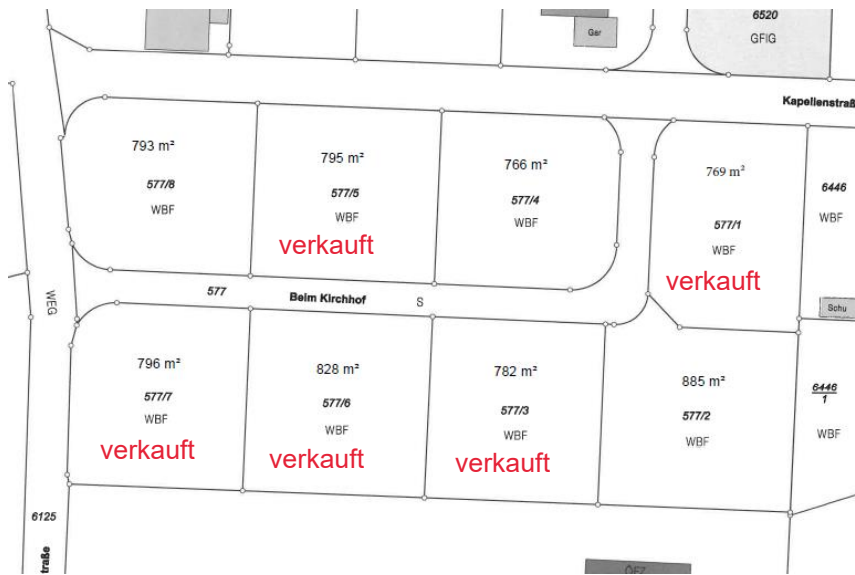 6520
GFlG
Gar
Kapellenstraß
793 m²
577/8
WBF
795 m²
577/5
WBF
verkauft
766 m²
577/4
WBF
769 m²
577/1
WBF
verkauft
6446
WBF
WEG
577
Beim Kirchhof
S
Schu
796 m²
577/7
WBF
verkauft
828 m²
577/6
WBF
verkauft
782 m²
577/3
WBF
verkauft
885 m²
577/2
WBF
6446
1
WBF
6125
traße